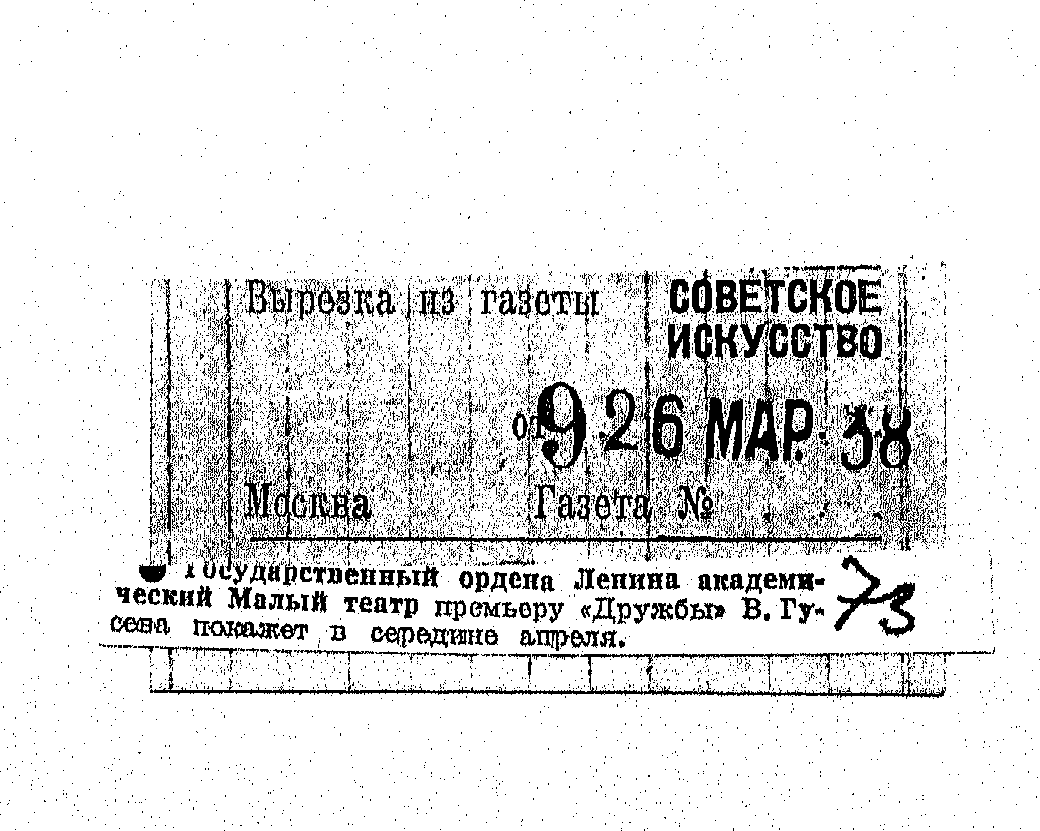 Вырезка из газеты
СОВЕТСКОЕ
ИСКУССТВО
от 9 26 МАР. 38
Москва Газета № . . .
Государственный ордена Ленина академи-
ческий Малый театр премьеру «Дружбы» В. Гу-
сева покажет в середине апреля.
73